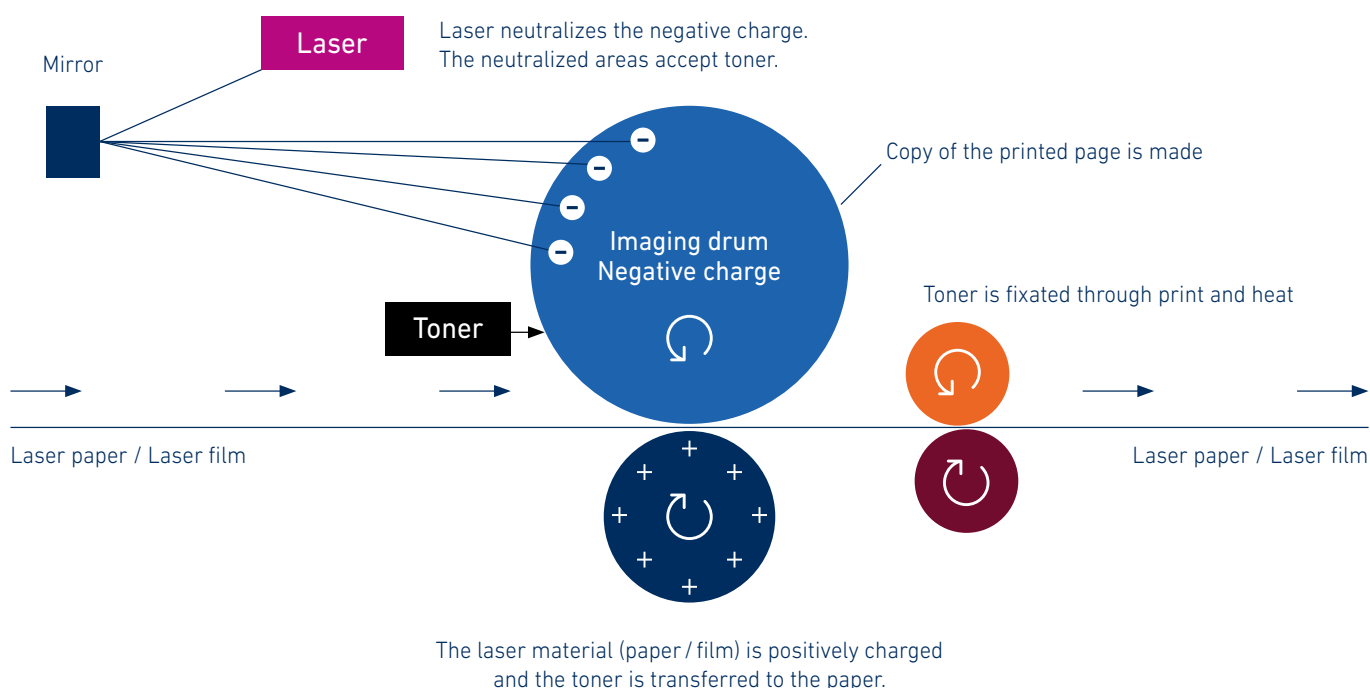 Laser
Laser neutralizes the negative charge.
The neutralized areas accept toner.
Mirror
Copy of the printed page is made
Imaging drum
Negative charge
Toner is fixated through print and heat
Toner
Laser paper / Laser film
Laser paper / Laser film
The laser material (paper / film) is positively charged
and the toner is transferred to the paper.